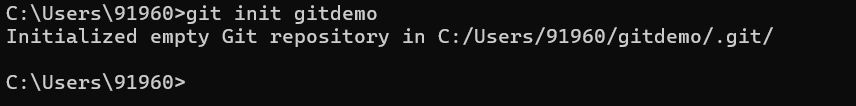 C:\Users\91960>git init gitdemo
Initialized empty Git repository in C:/Users/91960/gitdemo/.git/
C:\Users\91960>